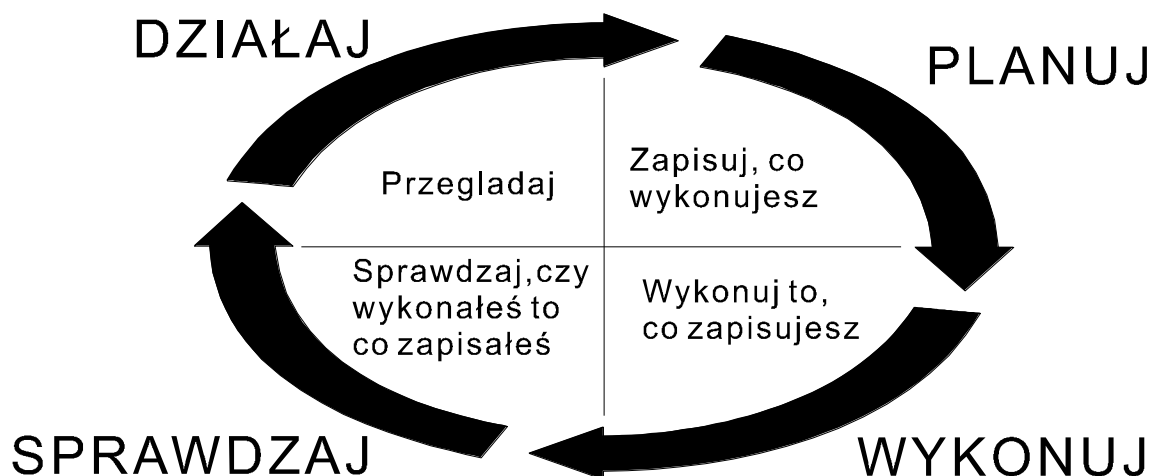 DZIAŁAJ
PLANUJ
Przegladaj
Zapisuj, co
wykonujesz
Sprawdzaj,czy
wykonałeś to
co zapisałeś
Wykonuj to,
co zapisujesz
SPRAWDZAJ
WYKONUJ